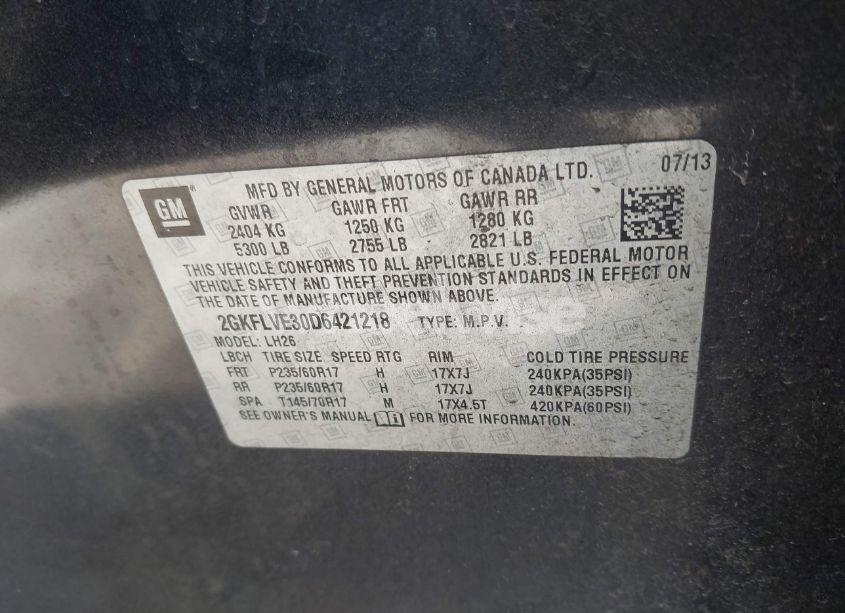 GM
MFD BY GENERAL MOTORS OF CANADA LTD. 07/13
GVWR GAWR FRT GAWR RR
2404 KG 1250 KG 1280 KG
5300 LB 2755 LB 2821 LB
THIS VEHICLE CONFORMS TO ALL APPLICABLE U.S. FEDERAL MOTOR
VEHICLE SAFETY AND THEFT PREVENTION STANDARDS IN EFFECT ON
THE DATE OF MANUFACTURE SHOWN ABOVE.
2GKFLVE30D6421218 TYPE: M.P.V.
MODEL: LH26
LBCH TIRE SIZE SPEED RTG RIM COLD TIRE PRESSURE
FRT P235/60R17 H 17X7J 240KPA(35PSI)
RR P235/60R17 H 17X7J 240KPA(35PSI)
SPA T145/70R17 M 17X4.5T 420KPA(60PSI)
SEE OWNER'S MANUAL FOR MORE INFORMATION.